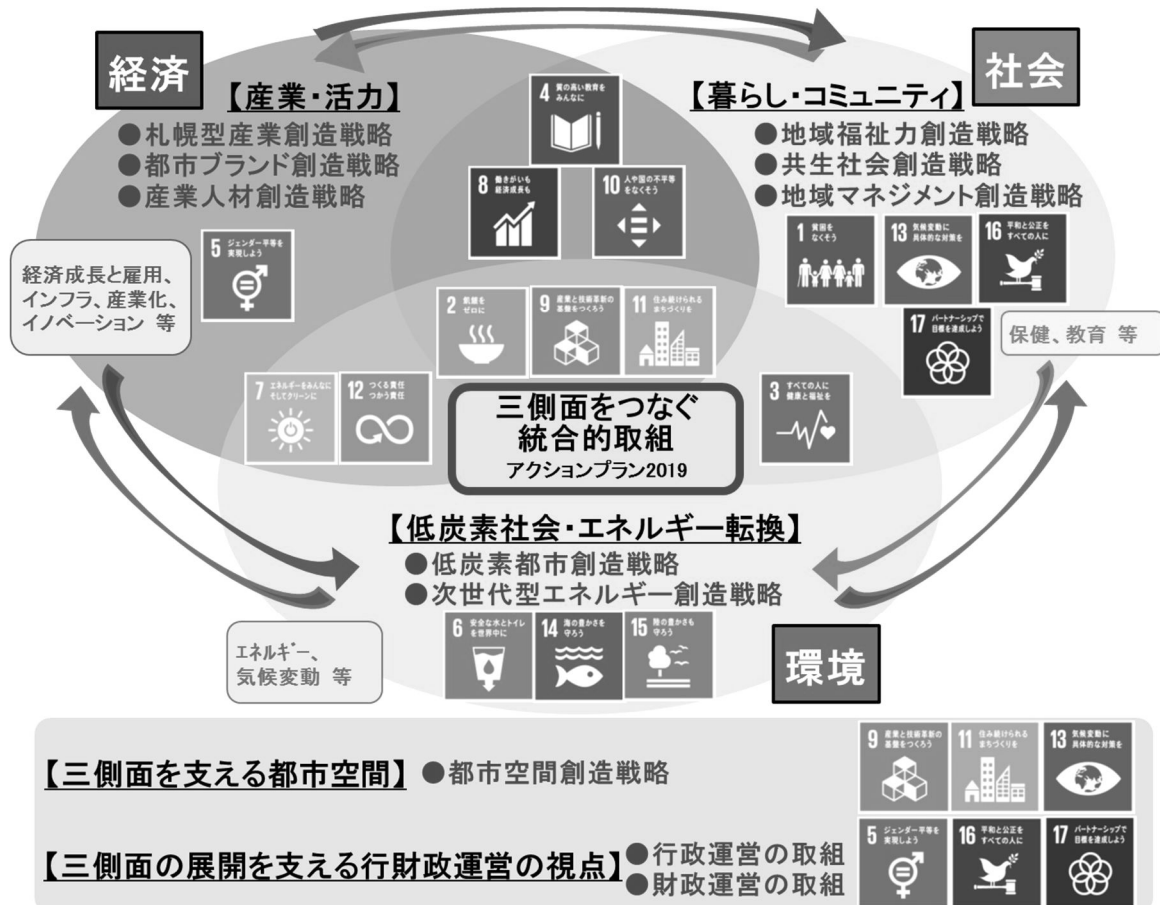 経済
【産業・活力】
●札幌型産業創造戦略
●都市ブランド創造戦略
●産業人材創造戦略
社会
【暮らし・コミュニティ】
●地域福祉力創造戦略
●共生社会創造戦略
●地域マネジメント創造戦略
4 質の高い教育を
みんなに
8 働きがいも
経済成長も
10 人や国の不平等
をなくそう
1 貧困を
なくそう
13 気候変動に
具体的な対策を
16 平和と公正を
すべての人に
17 パートナーシップで
目標を達成しよう
5 ジェンダー平等を
実現しよう
経済成長と雇用、
インフラ、産業化、
イノベーション 等
保健、教育 等
2 飢餓を
ゼロに
9 産業と技術革新の
基盤をつくろう
11 住み続けられる
まちづくりを
7 エネルギーをみんなに
そしてクリーンに
12 つくる責任
つかう責任
3 すべての人に
健康と福祉を
三側面をつなぐ
統合的取組
アクションプラン2019
【低炭素社会・エネルギー転換】
●低炭素都市創造戦略
●次世代型エネルギー創造戦略
6 安全な水とトイレ
を世界中に
14 海の豊かさを
守ろう
15 陸の豊かさも
守ろう
エネルギー、
気候変動 等
環境
【三側面を支える都市空間】 ●都市空間創造戦略
9 産業と技術革新の
基盤をつくろう
11 住み続けられる
まちづくりを
13 気候変動に
具体的な対策を
【三側面の展開を支える行財政運営の視点】
●行政運営の取組
●財政運営の取組
5 ジェンダー平等を
実現しよう
16 平和と公正を
すべての人に
17 パートナーシップで
目標を達成しよう